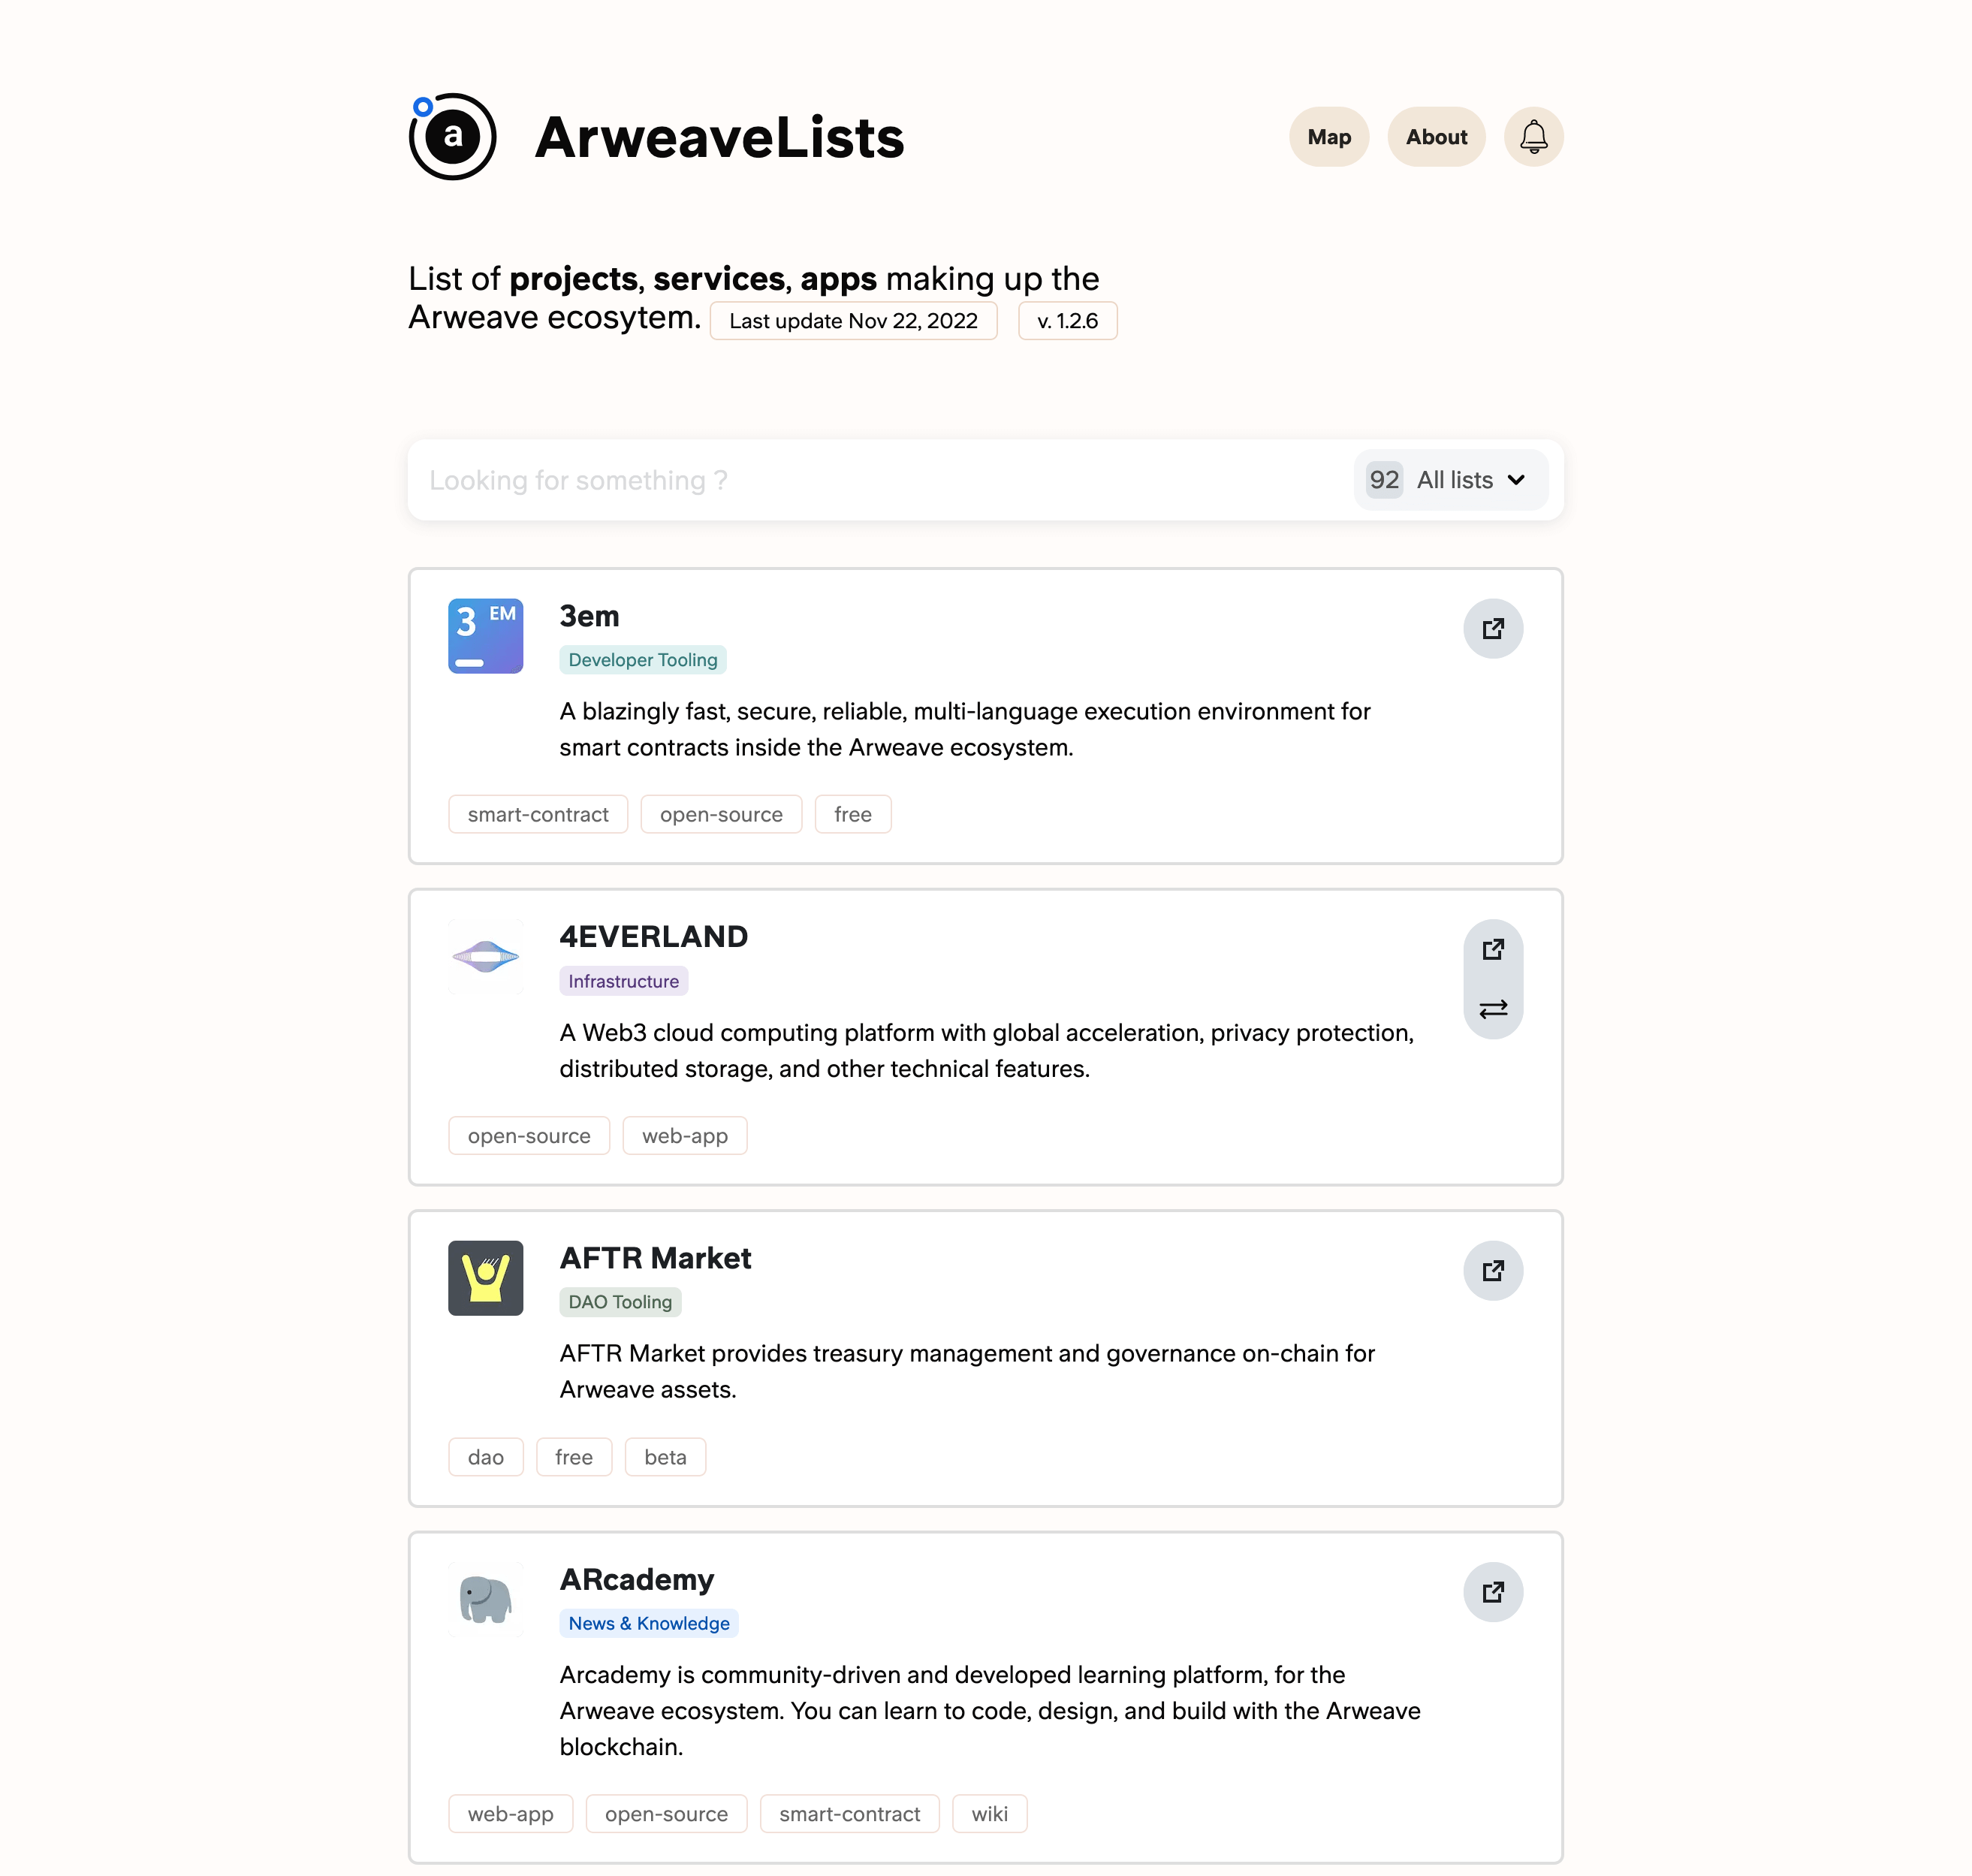 a
ArweaveLists
Map
About
List of projects, services, apps making up the
Arweave ecosytem.
Last update Nov 22, 2022
v. 1.2.6
Looking for something ?
92
All lists
3 EM
3em
Developer Tooling
A blazingly fast, secure, reliable, multi-language execution environment for
smart contracts inside the Arweave ecosystem.
smart-contract
open-source
free
4EVERLAND
Infrastructure
A Web3 cloud computing platform with global acceleration, privacy protection,
distributed storage, and other technical features.
open-source
web-app
AFTR Market
DAO Tooling
AFTR Market provides treasury management and governance on-chain for
Arweave assets.
dao
free
beta
ARcademy
News & Knowledge
Arcademy is community-driven and developed learning platform, for the
Arweave ecosystem. You can learn to code, design, and build with the Arweave
blockchain.
web-app
open-source
smart-contract
wiki